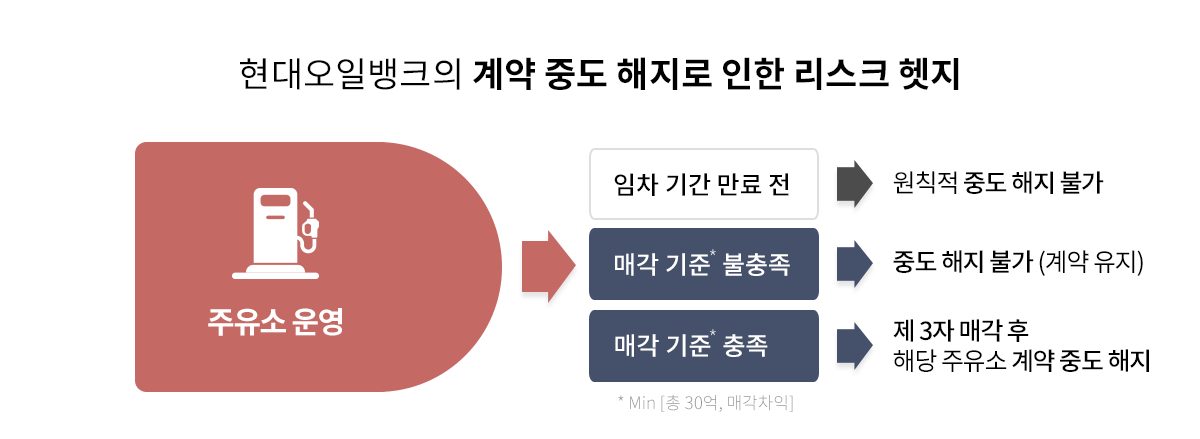 현대오일뱅크의 계약 중도 해지로 인한 리스크 헷지
주유소 운영
임차 기간 만료 전
원칙적 중도 해지 불가
매각 기준* 불충족
중도 해지 불가 (계약 유지)
매각 기준* 충족
제 3자 매각 후
해당 주유소 계약 중도 해지
* Min [총 30억, 매각차익]